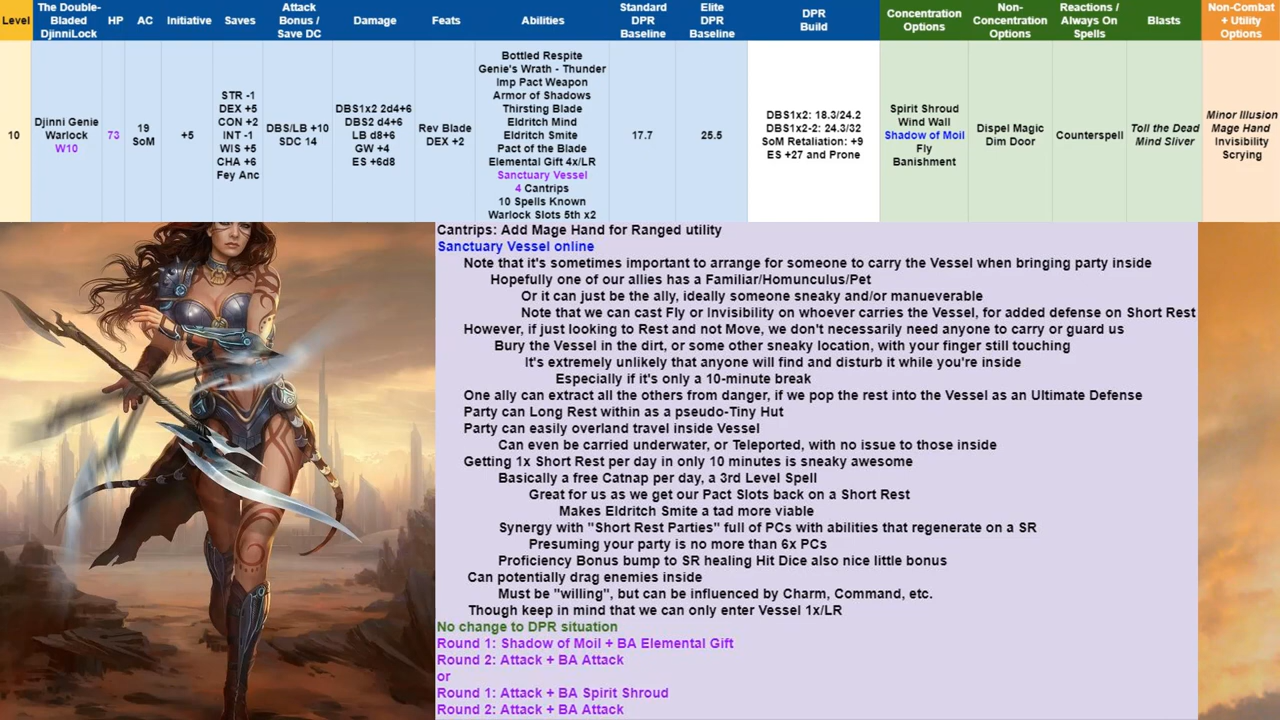 Level
The Double-
Bladed
DjinniLock
HP
AC
Initiative
Saves
Attack
Bonus /
Save DC
Damage
Feats
Abilities
Standard
DPR
Baseline
Elite
DPR
Baseline
DPR
Build
Concentration
Options
Non-
Concentration
Options
Reactions /
Always On
Spells
Blasts
Non-Combat
+ Utility
Options
10
Djinni Genie
Warlock
W10
73
19
SoM
+5
STR -1
DEX +5
CON +2
INT -1
WIS +5
CHA +6
Fey Anc
DBS/LB +10
SDC 14
DBS1x2 2d4+6
DBS2 d4+6
LB d8+6
GW +4
ES +6d8
Rev Blade
DEX +2
Bottled Respite
Genie's Wrath - Thunder
Imp Pact Weapon
Armor of Shadows
Thirsting Blade
Eldritch Mind
Eldritch Smite
Pact of the Blade
Elemental Gift 4x/LR
Sanctuary Vessel
4 Cantrips
10 Spells Known
Warlock Slots 5th x2
17.7
25.5
DBS1x2: 18.3/24.2
DBS1x2-2: 24.3/32
SoM Retaliation: +9
ES +27 and Prone
Spirit Shroud
Wind Wall
Shadow of Moil
Fly
Banishment
Dispel Magic
Dim Door
Counterspell
Toll the Dead
Mind Sliver
Minor Illusion
Mage Hand
Invisibility
Scrying
Cantrips: Add Mage Hand for Ranged utility
Sanctuary Vessel online
Note that it's sometimes important to arrange for someone to carry the Vessel when bringing party inside
Hopefully one of our allies has a Familiar/Homunculus/Pet
Or it can just be the ally, ideally someone sneaky and/or manueverable
Note that we can cast Fly or Invisibility on whoever carries the Vessel, for added defense on Short Rest
However, if just looking to Rest and not Move, we don't necessarily need anyone to carry or guard us
Bury the Vessel in the dirt, or some other sneaky location, with your finger still touching
It's extremely unlikely that anyone will find and disturb it while you're inside
Especially if it's only a 10-minute break
One ally can extract all the others from danger, if we pop the rest into the Vessel as an Ultimate Defense
Party can Long Rest within as a pseudo-Tiny Hut
Party can easily overland travel inside Vessel
Can even be carried underwater, or Teleported, with no issue to those inside
Getting 1x Short Rest per day in only 10 minutes is sneaky awesome
Basically a free Catnap per day, a 3rd Level Spell
Great for us as we get our Pact Slots back on a Short Rest
Makes Eldritch Smite a tad more viable
Synergy with "Short Rest Parties" full of PCs with abilities that regenerate on a SR
Presuming your party is no more than 6x PCs
Proficiency Bonus bump to SR healing Hit Dice also nice little bonus
Can potentially drag enemies inside
Must be "willing", but can be influenced by Charm, Command, etc.
Though keep in mind that we can only enter Vessel 1x/LR
No change to DPR situation
Round 1: Shadow of Moil + BA Elemental Gift
Round 2: Attack + BA Attack
or
Round 1: Attack + BA Spirit Shroud
Round 2: Attack + BA Attack